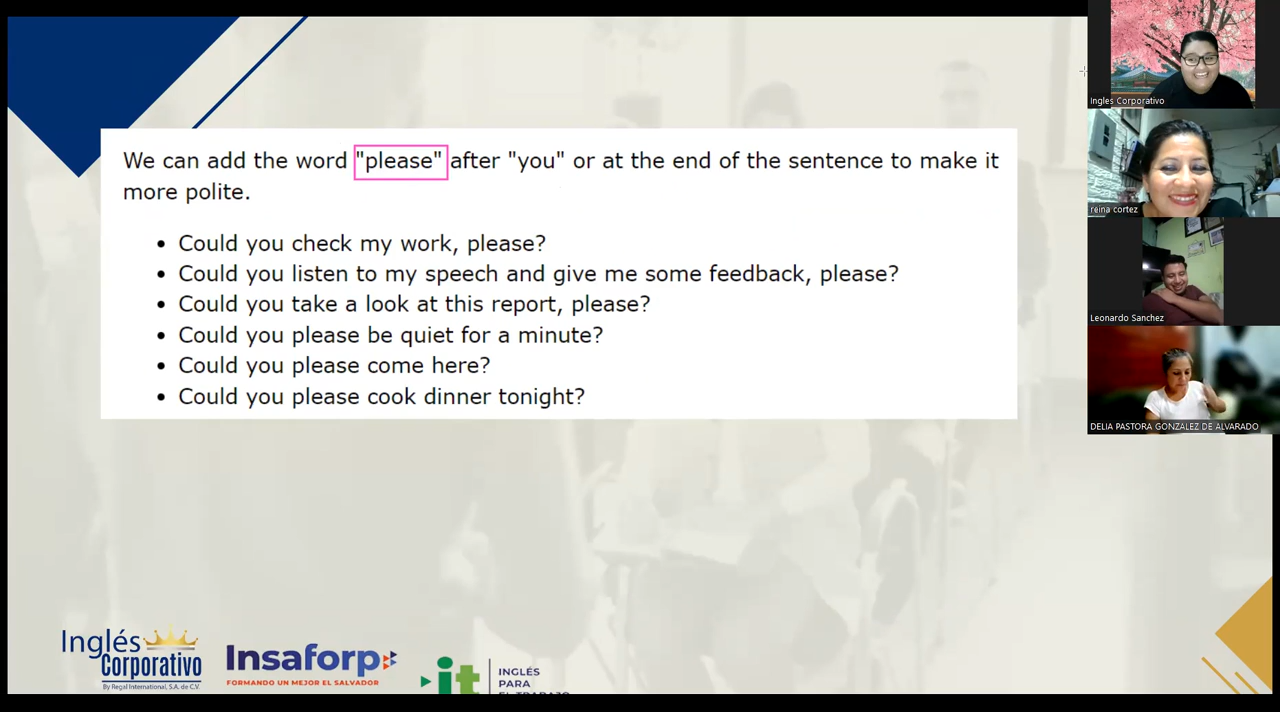 We can add the word "please" after "you" or at the end of the sentence to make it
more polite.
Could you check my work, please?
Could you listen to my speech and give me some feedback, please?
Could you take a look at this report, please?
Could you please be quiet for a minute?
Could you please come here?
Could you please cook dinner tonight?
Ingles Corporativo
reina cortez
Leonardo Sanchez
DELIA PASTORA GONZALEZ DE ALVARADO
Inglés
Corporativo
By Regal International, S.A. de C.V.
Insaforp
FORMANDO UN MEJOR EL SALVADOR
it
INGLÉS
PARA
EL TRABAJO